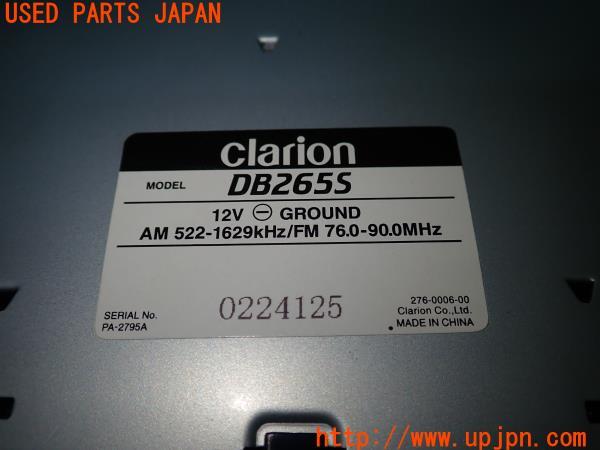 USED PARTS JAPAN
clarion
MODEL DB265S
12V ⊖ GROUND
AM 522-1629kHz/FM 76.0-90.0MHz
276-0006-00
SERIAL No. 0224125 Clarion Co.,Ltd.
PA-2795A MADE IN CHINA
http://www.upjpn.com/